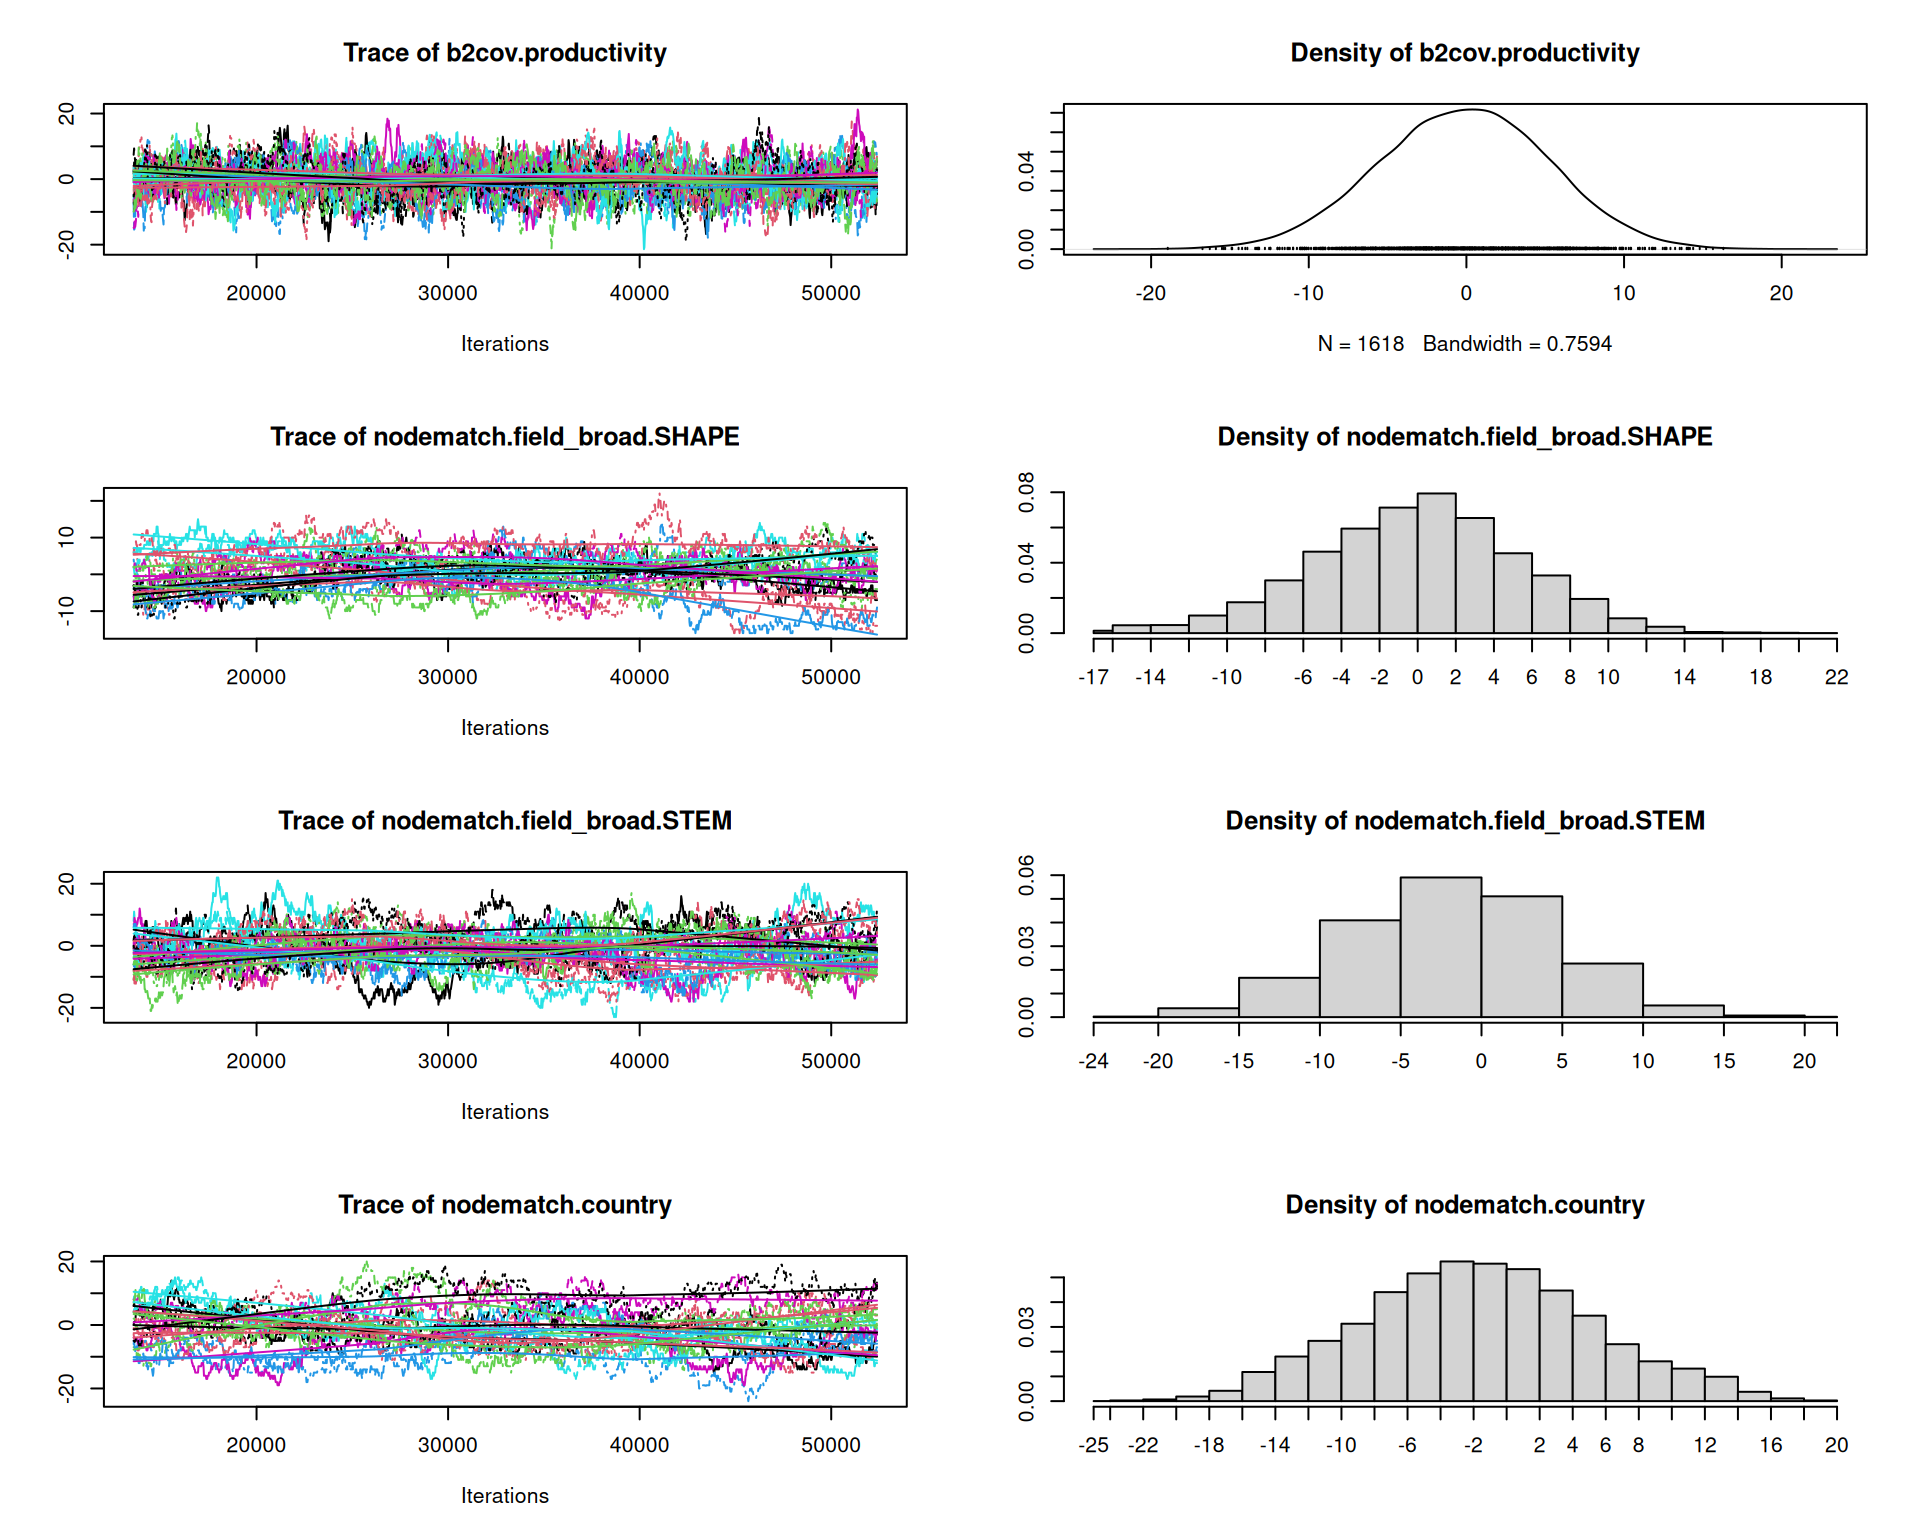 Trace of b2cov.productivity
20
0
-20
20000 30000 40000 50000
Iterations
Density of b2cov.productivity
0.04
0.00
-20 -10 0 10 20
N = 1618 Bandwidth = 0.7594
Trace of nodematch.field_broad.SHAPE
10
-10
20000 30000 40000 50000
Iterations
Density of nodematch.field_broad.SHAPE
0.08
0.04
0.00
-17 -14 -10 -6 -4 -2 0 2 4 6 8 10 14 18 22
Trace of nodematch.field_broad.STEM
20
0
-20
20000 30000 40000 50000
Iterations
Density of nodematch.field_broad.STEM
0.06
0.03
0.00
-24 -20 -15 -10 -5 0 5 10 15 20
Trace of nodematch.country
20
0
-20
20000 30000 40000 50000
Iterations
Density of nodematch.country
0.03
0.00
-25 -22 -18 -14 -10 -6 -2 2 4 6 8 12 16 20